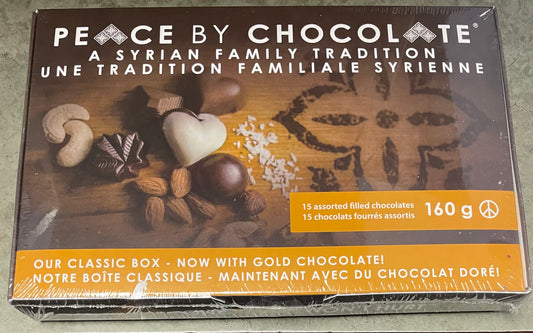 PEACE BY CHOCOLATE®
A SYRIAN FAMILY TRADITION
UNE TRADITION FAMILIALE SYRIENNE
15 assorted filled chocolates
15 chocolats fourrés assortis
160 g
OUR CLASSIC BOX - NOW WITH GOLD CHOCOLATE!
NOTRE BOÎTE CLASSIQUE - MAINTENANT AVEC DU CHOCOLAT DORÉ!